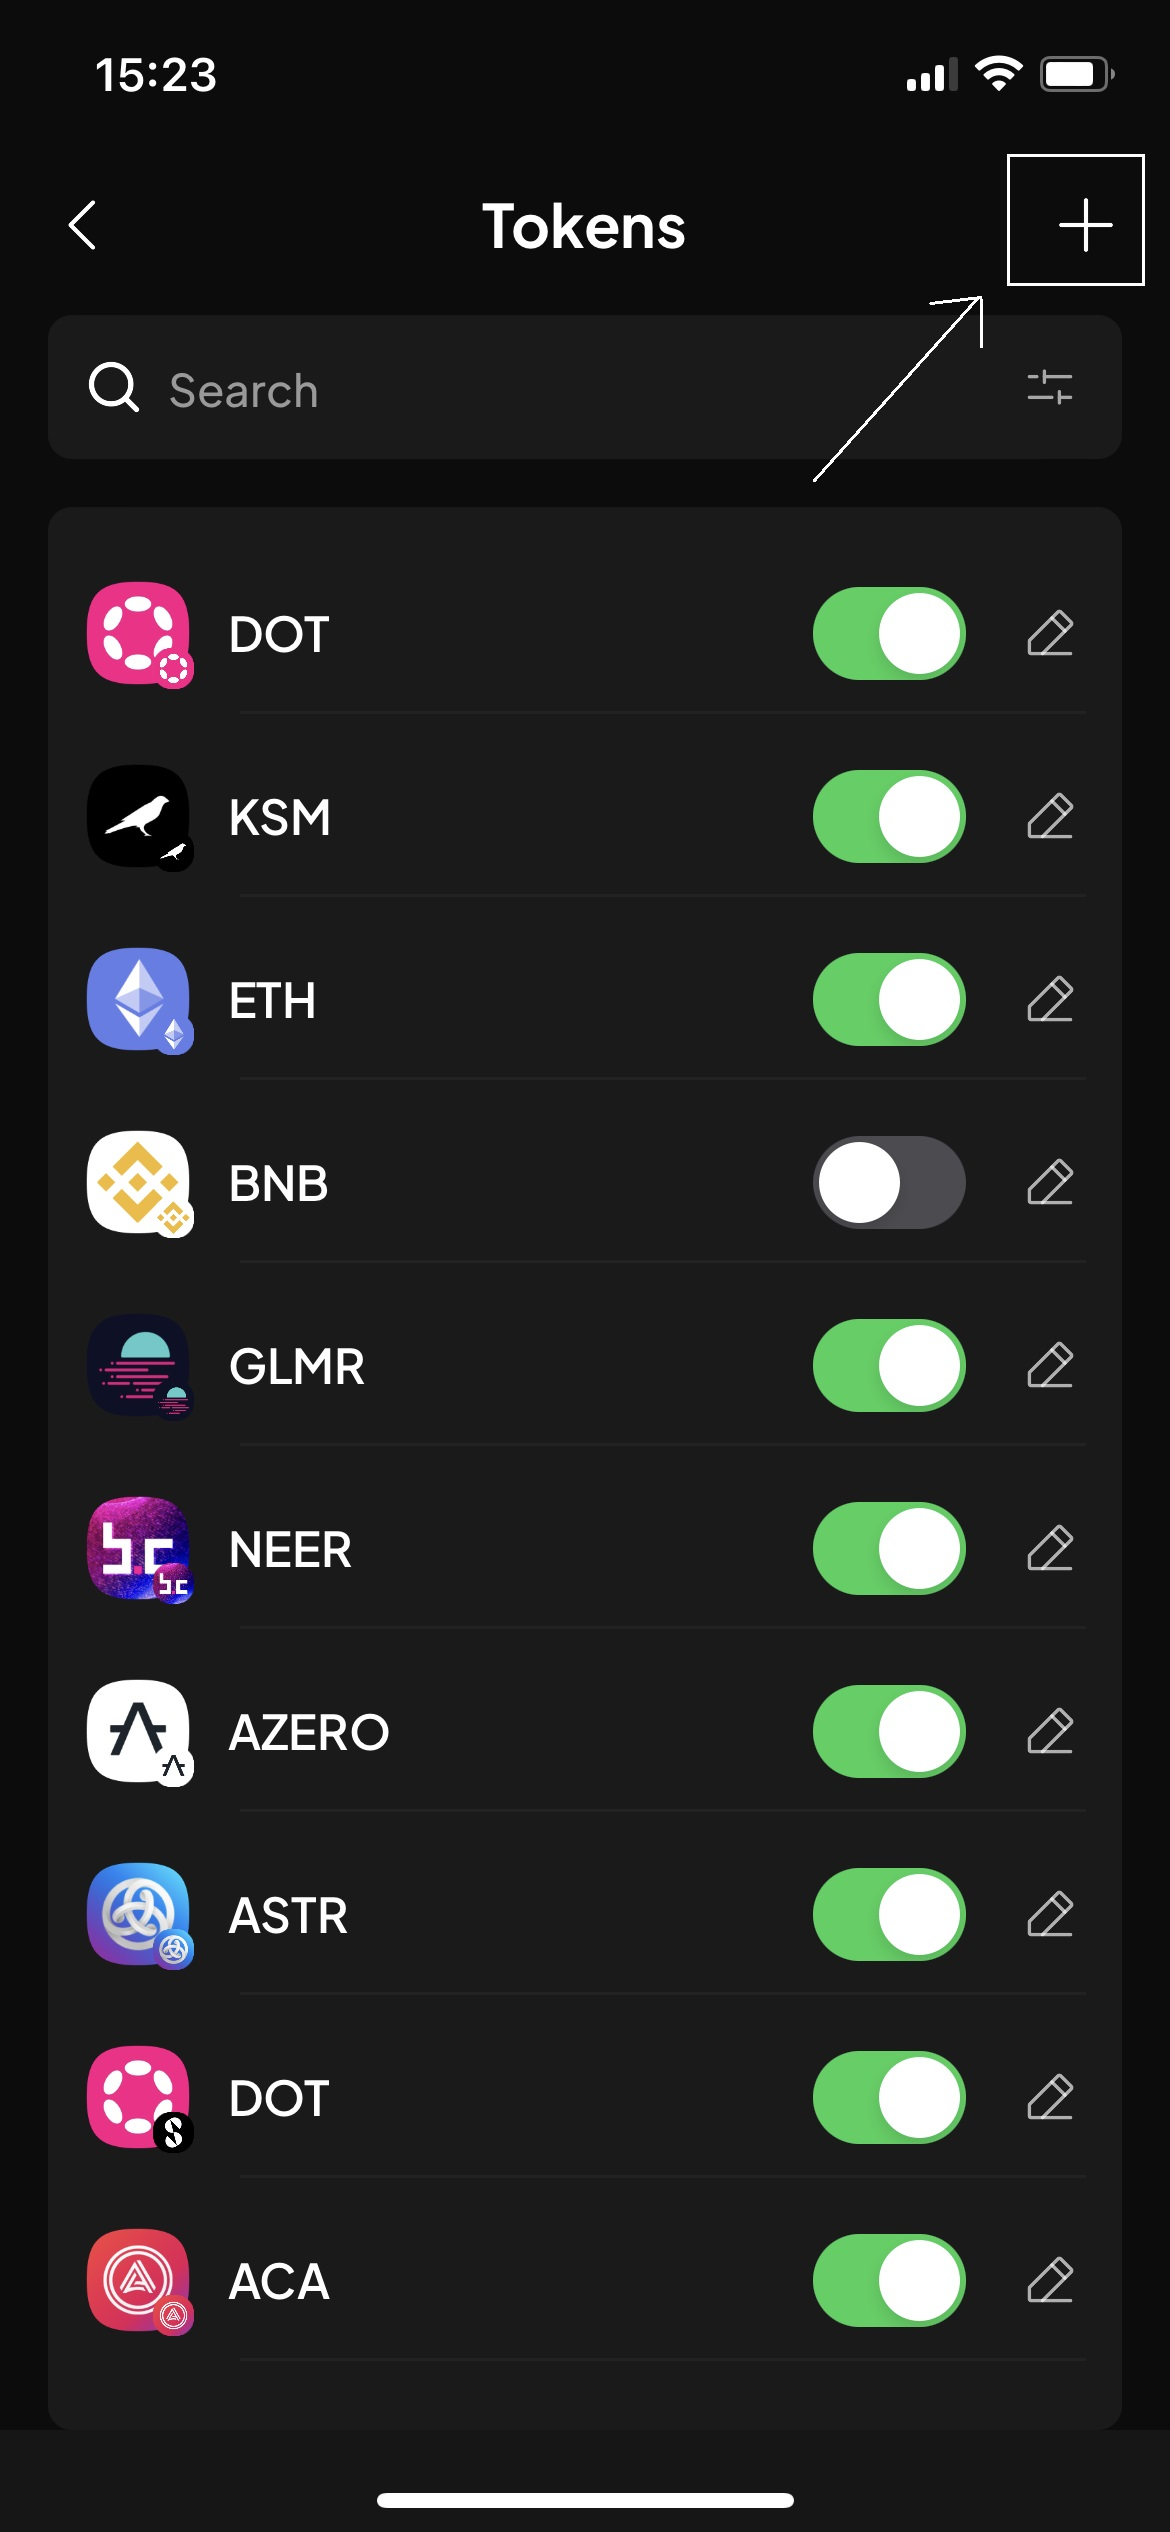 15:23
Tokens
Search
DOT
KSM
ETH
BNB
GLMR
NEER
AZERO
ASTR
DOT
ACA